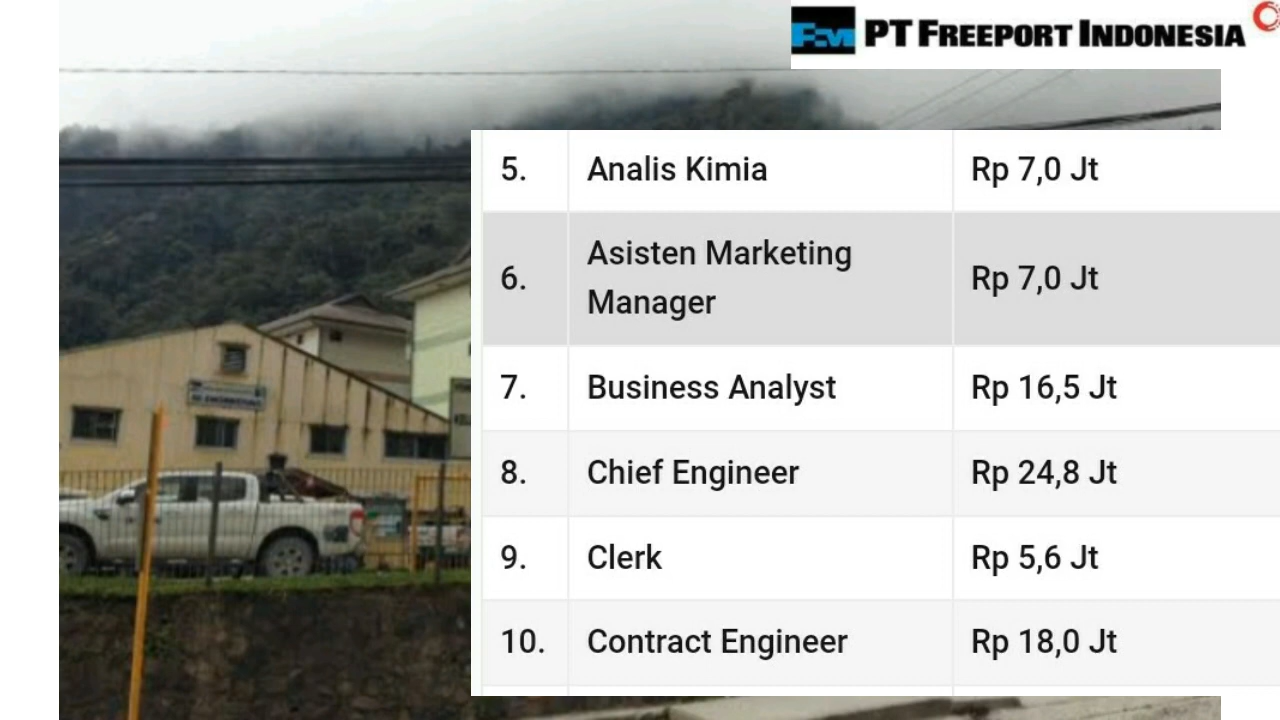 PT FREEPORT INDONESIA
5. Analis Kimia Rp 7,0 Jt
6. Asisten Marketing Manager Rp 7,0 Jt
7. Business Analyst Rp 16,5 Jt
8. Chief Engineer Rp 24,8 Jt
9. Clerk Rp 5,6 Jt
10. Contract Engineer Rp 18,0 Jt